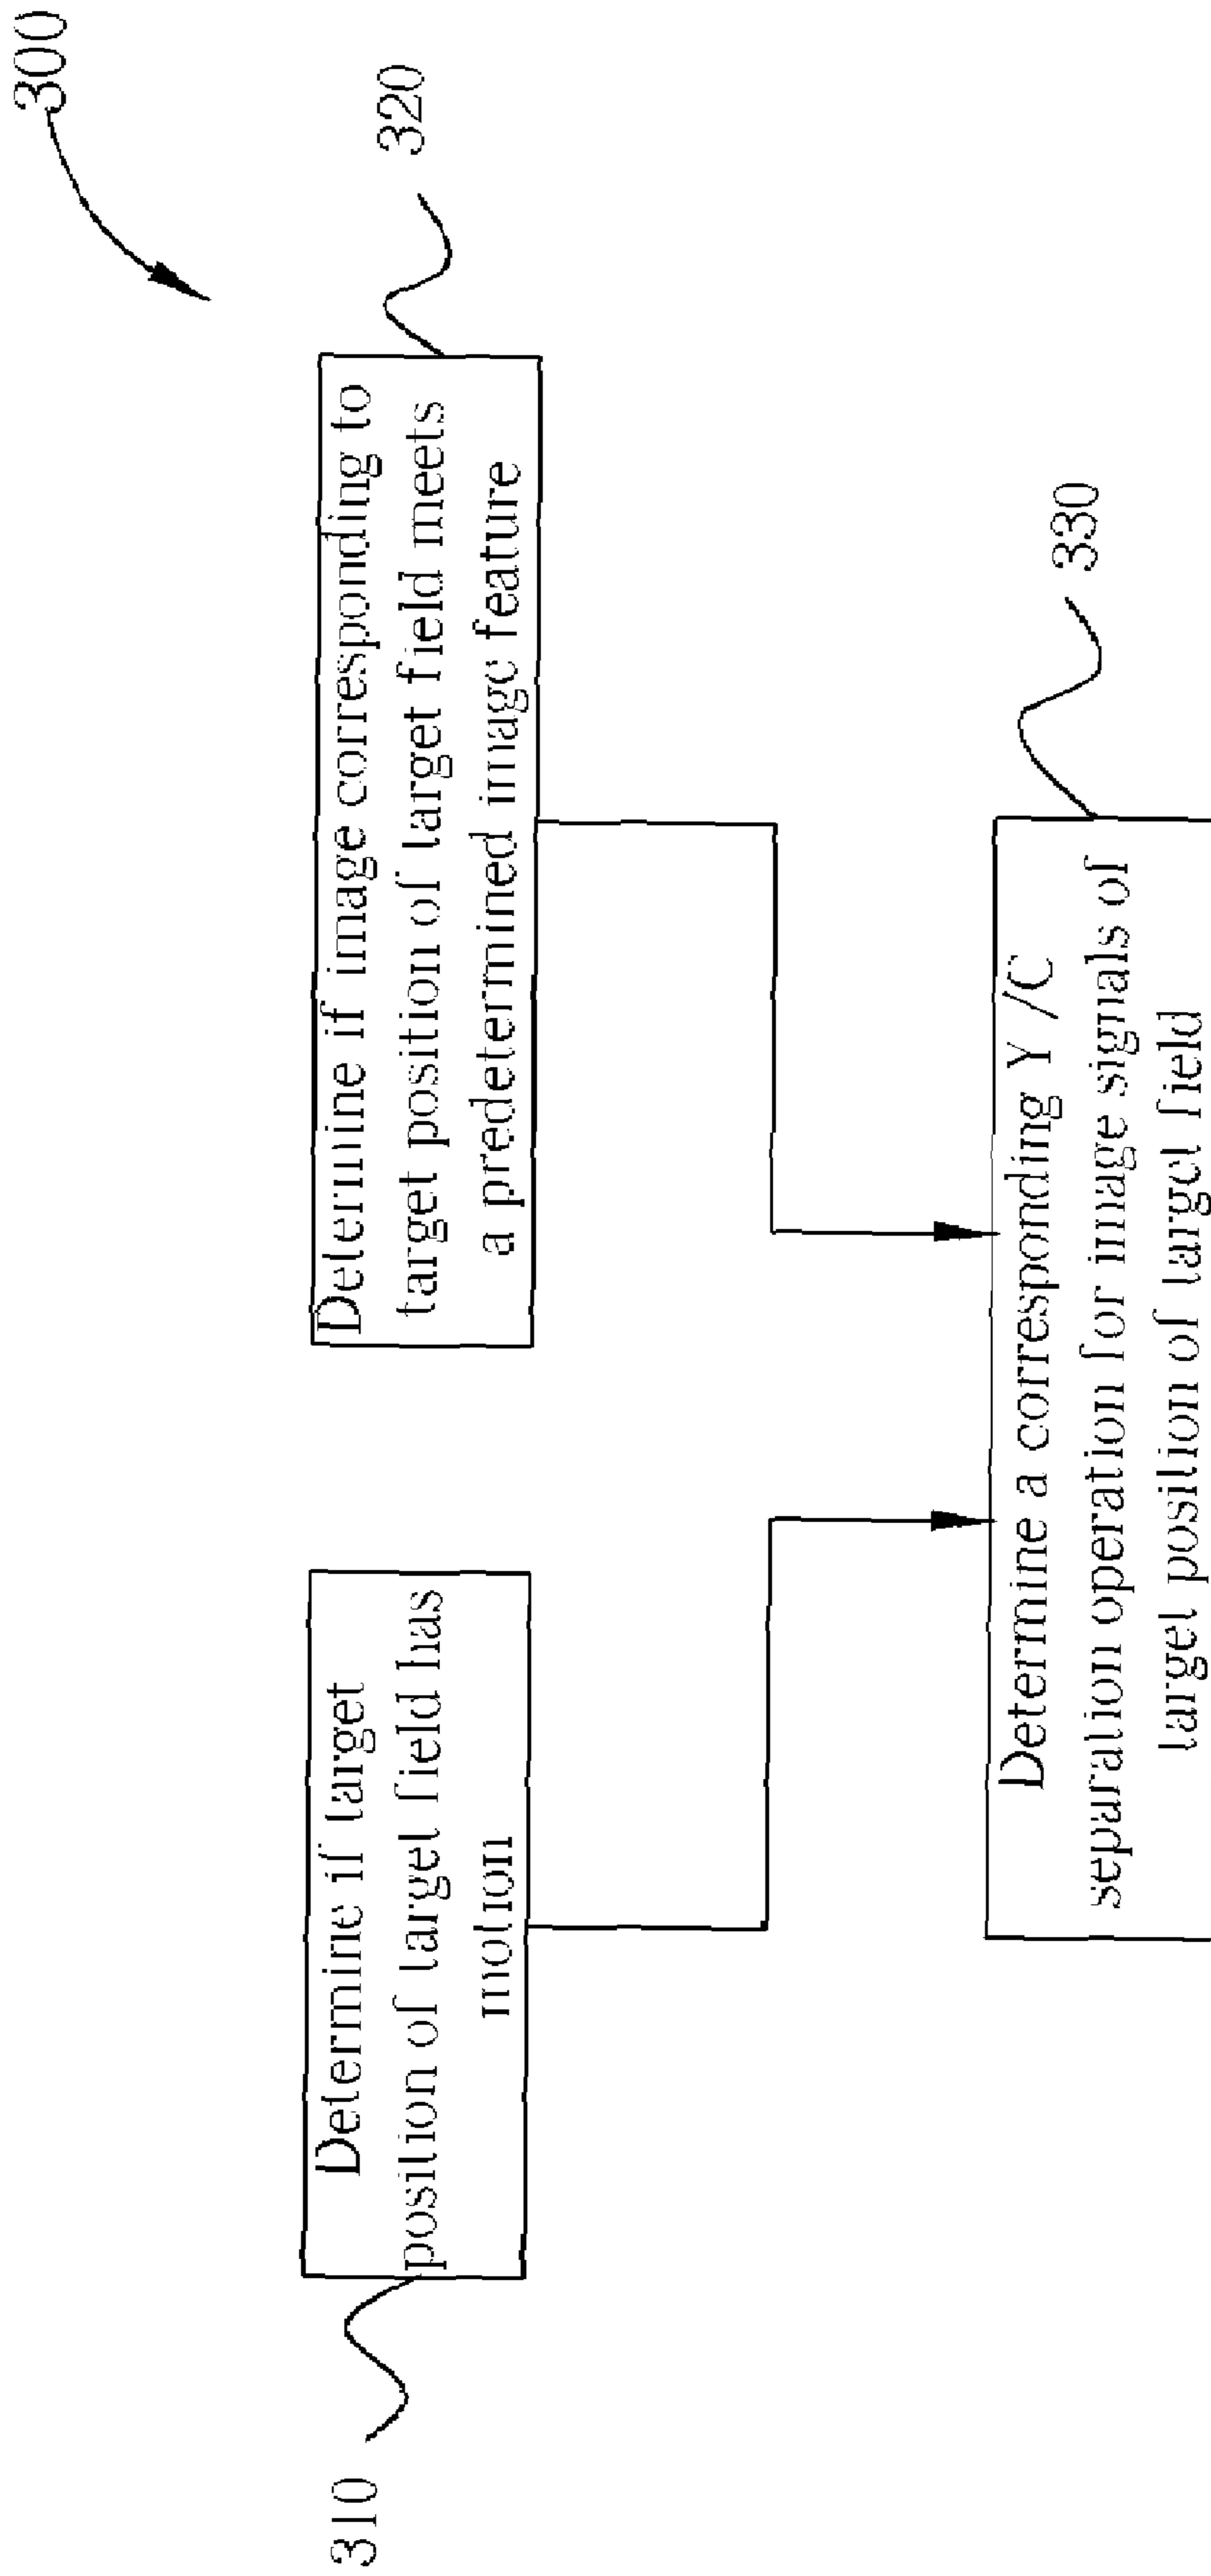 300
310
Determine if target
position of target field has
motion
320
Determine if image corresponding to
target position of target field meets
a predetermined image feature
330
Determine a corresponding Y /C
separation operation for image signals of
target position of target field